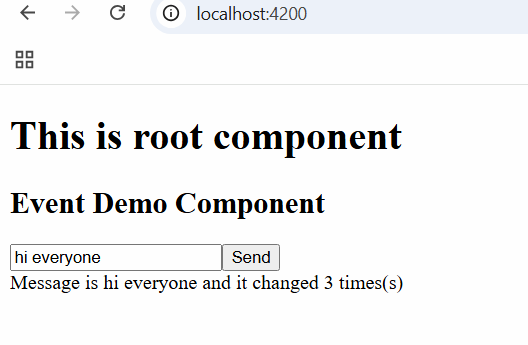 localhost:4200
This is root component
Event Demo Component
hi everyone Send
Message is hi everyone and it changed 3 times(s)